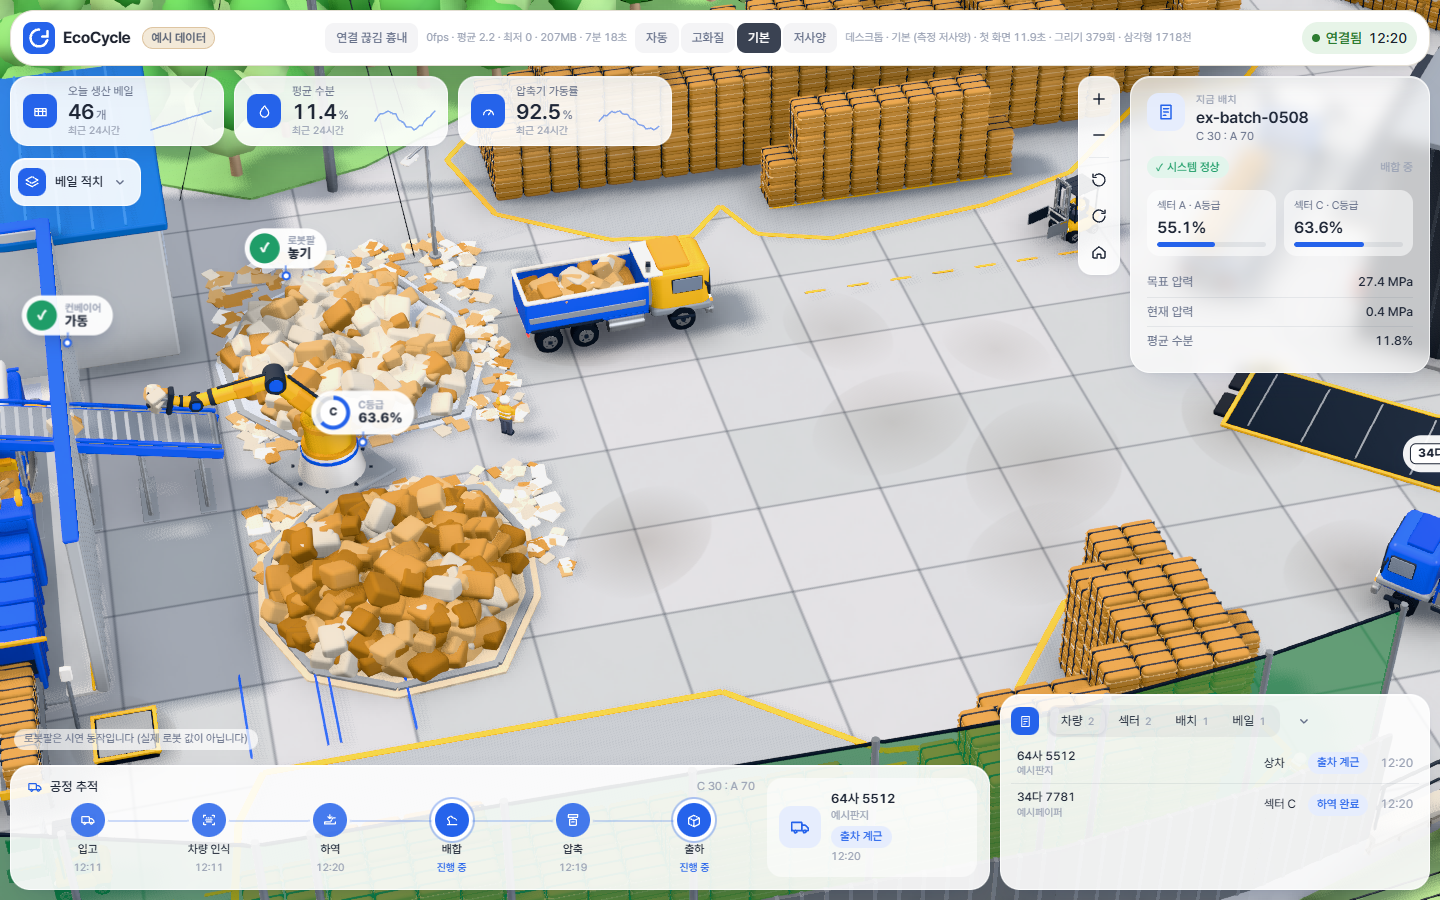 EcoCycle
예시 데이터
연결 끊김 흉내
0fps · 평균 2.2 · 최저 0 · 207MB · 7분 18초
자동
고화질
기본
저사양
데스크톱 · 기본 (측정 저사양) · 첫 화면 11.9초 · 그리기 379회 · 삼각형 1718천
연결됨 12:20
오늘 생산 베일
46개
최근 24시간
평균 수분
11.4%
최근 24시간
압축기 가동률
92.5%
최근 24시간
베일 적치
지금 배치
ex-batch-0508
C 30 : A 70
✓ 시스템 정상
배합 중
섹터 A · A등급
55.1%
섹터 C · C등급
63.6%
목표 압력
27.4 MPa
현재 압력
0.4 MPa
평균 수분
11.8%
로봇팔
놓기
컨베이어
가동
C
C등급
63.6%
로봇팔은 시연 동작입니다 (실제 로봇 값이 아닙니다)
공정 추적
C 30 : A 70
입고
12:11
차량 인식
12:11
하역
12:20
배합
진행 중
압축
12:19
출하
진행 중
64사 5512
예시판지
출차 계근
12:20
차량 2
섹터 2
배치 1
베일 1
64사 5512
예시판지
상차
출차 계근
12:20
34다 7781
예시페이퍼
섹터 C
하역 완료
12:20